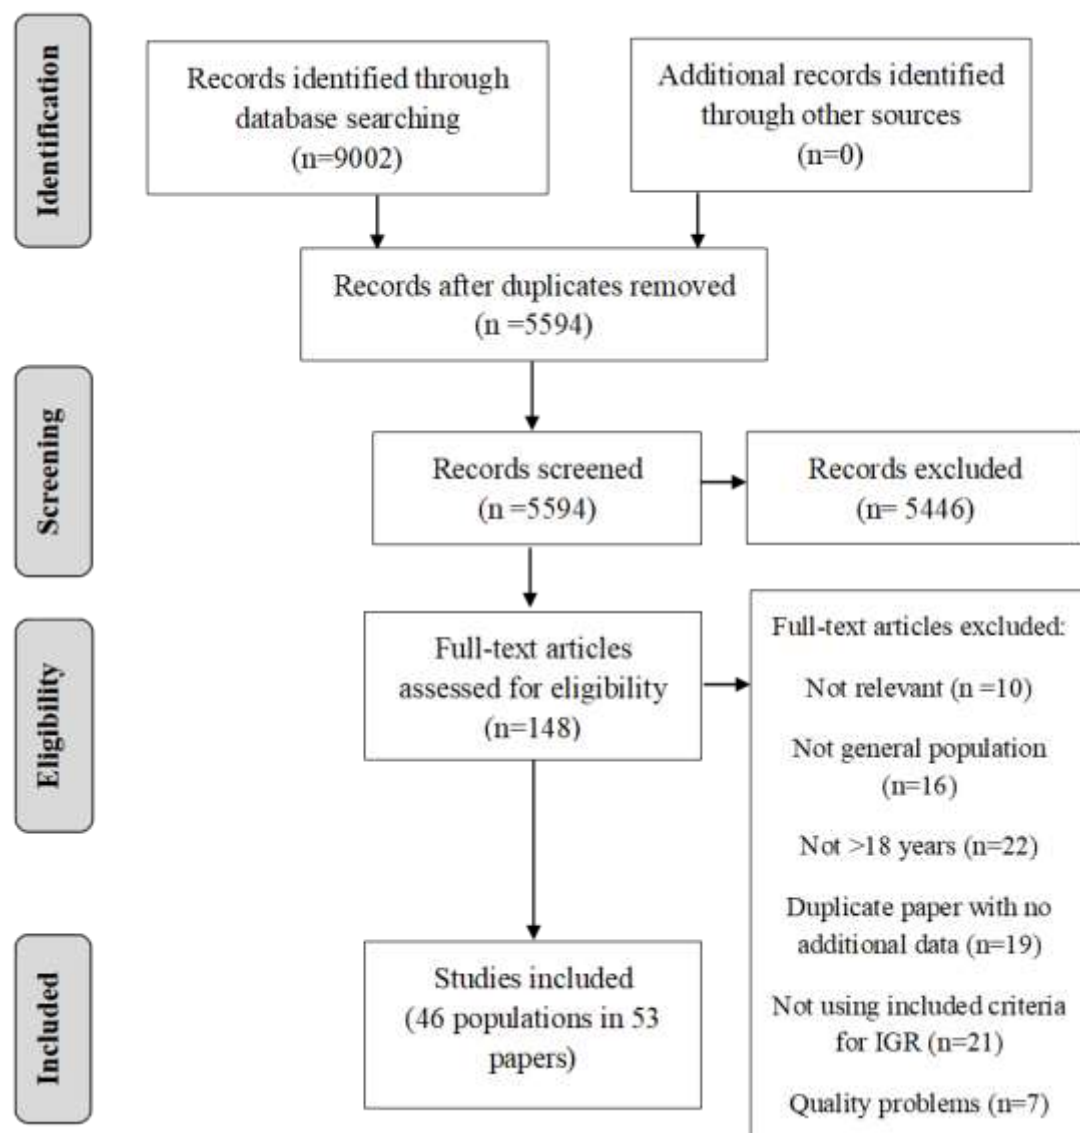 Identification
Records identified through
database searching
(n=9002)
Additional records identified
through other sources
(n=0)
Records after duplicates removed
(n =5594)
Screening
Records screened
(n =5594)
Records excluded
(n= 5446)
Eligibility
Full-text articles
assessed for eligibility
(n=148)
Full-text articles excluded:
Not relevant (n =10)
Not general population
(n=16)
Not >18 years (n=22)
Duplicate paper with no
additional data (n=19)
Not using included criteria
for IGR (n=21)
Quality problems (n=7)
Included
Studies included
(46 populations in 53
papers)